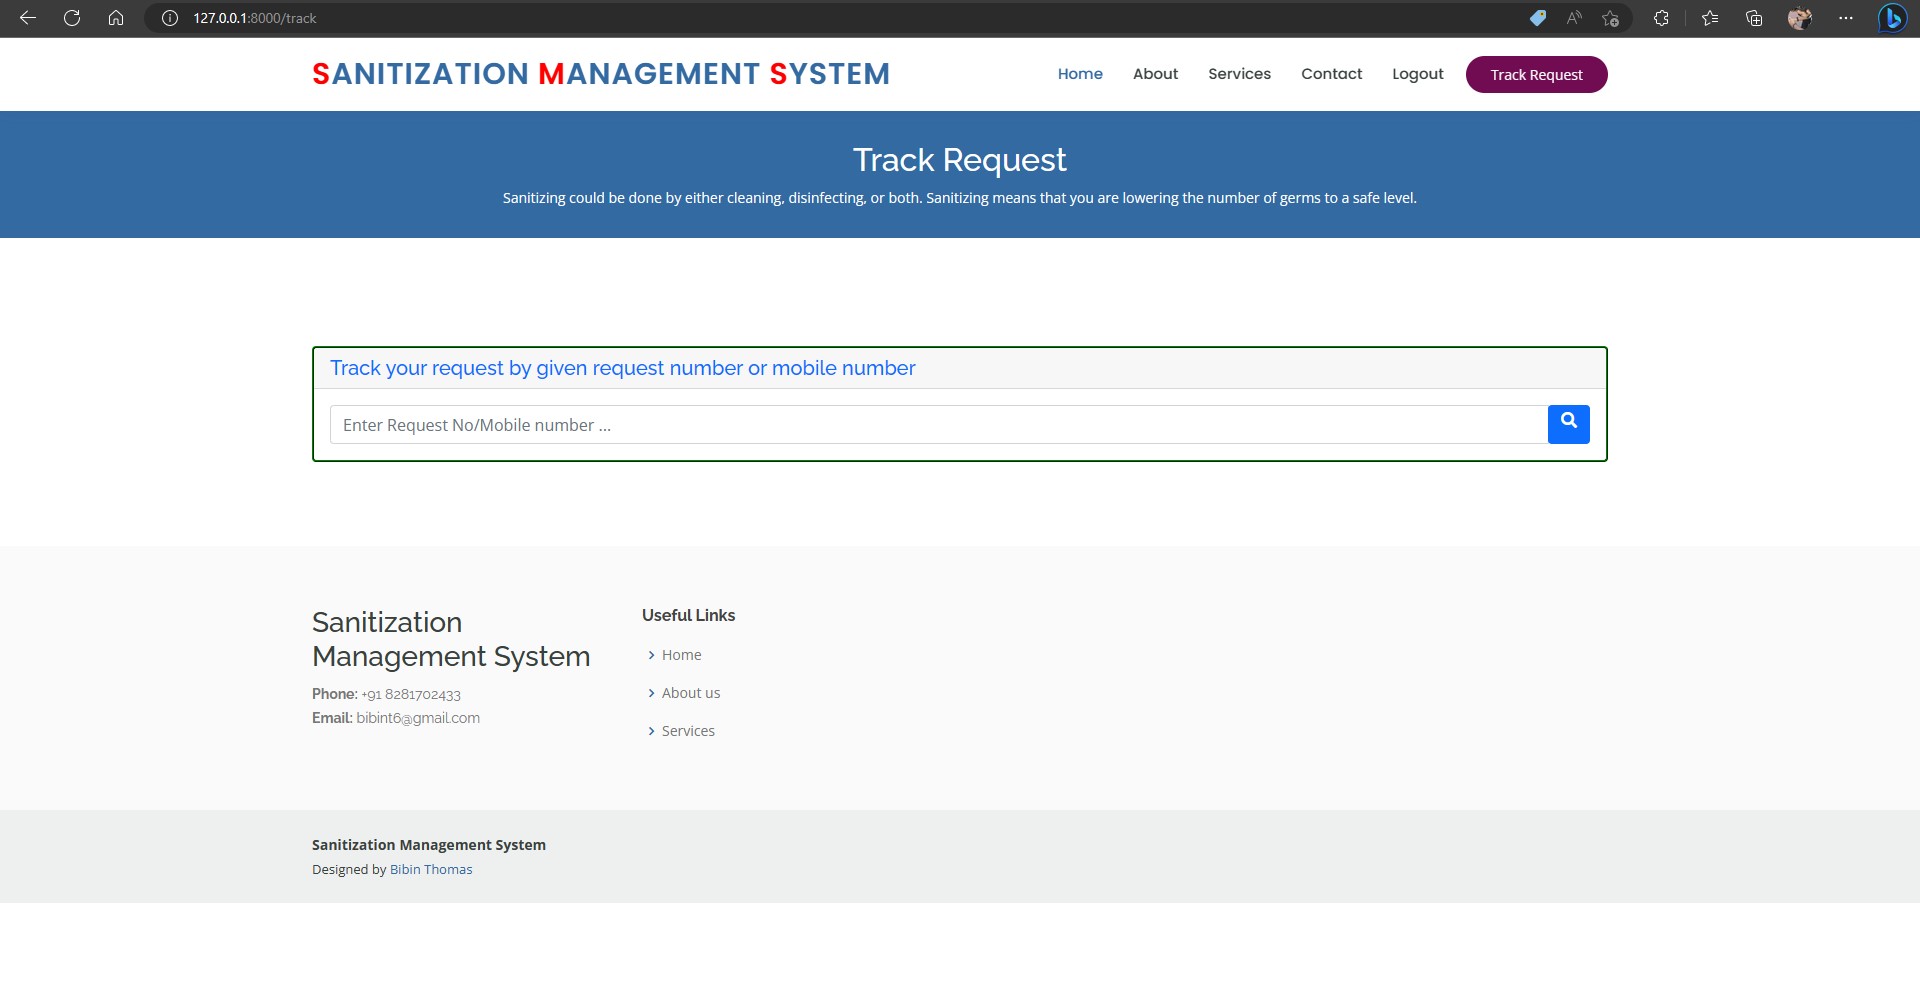 127.0.0.1:8000/track
SANITIZATION MANAGEMENT SYSTEM
Home About Services Contact Logout Track Request
Track Request
Sanitizing could be done by either cleaning, disinfecting, or both. Sanitizing means that you are lowering the number of germs to a safe level.
Track your request by given request number or mobile number
Enter Request No/Mobile number ...
Sanitization
Management System
Phone: +91 8281702433
Email: bibint6@gmail.com
Useful Links
Home
About us
Services
Sanitization Management System
Designed by Bibin Thomas